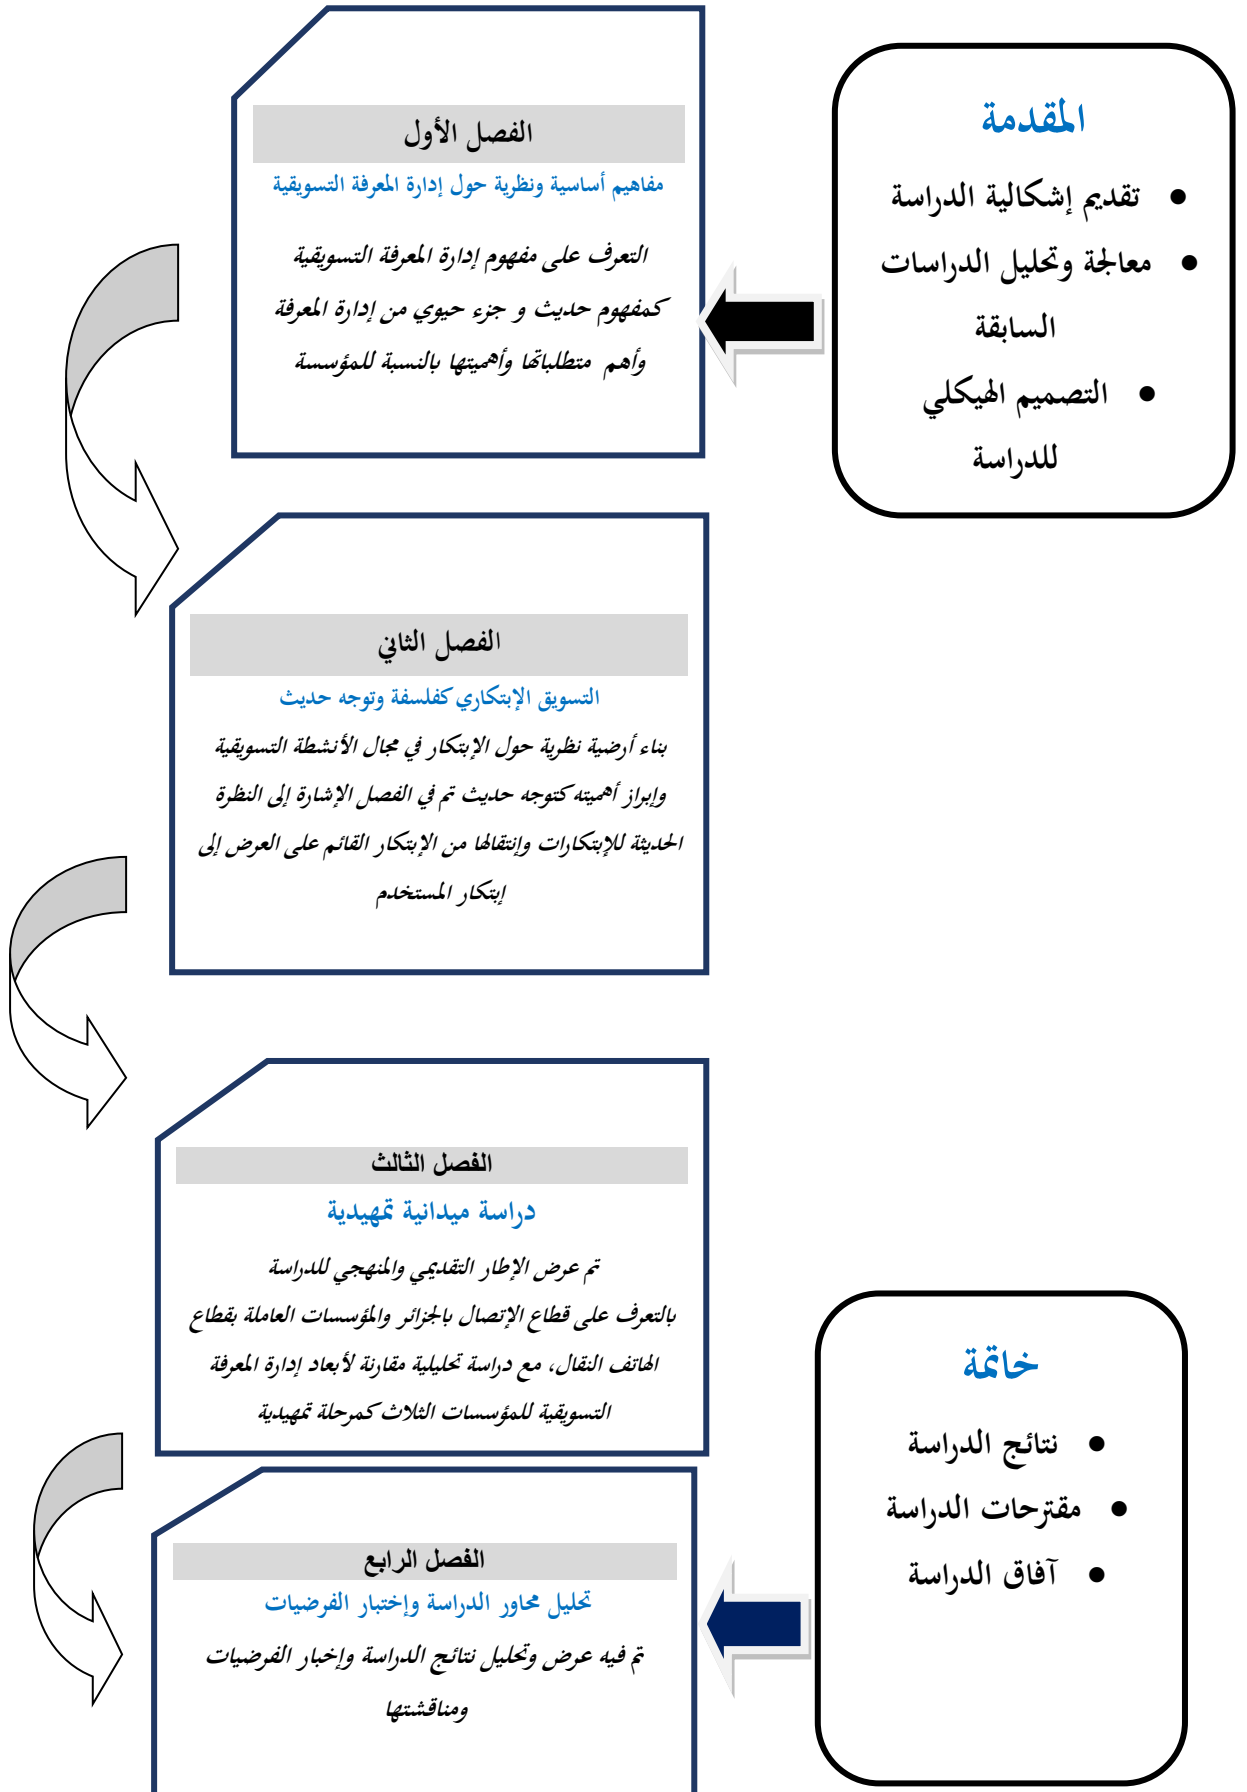 المقدمة
● تقديم إشكالية الدراسة
● معالجة وتحليل الدراسات
السابقة
● التصميم الهيكلي
للدراسة
الفصل الأول
مفاهيم أساسية ونظرية حول إدارة المعرفة التسويقية
التعرف على مفهوم إدارة المعرفة التسويقية
كمفهوم حديث و جزء حيوي من إدارة المعرفة
وأهم متطلباتها وأهميتها بالنسبة للمؤسسة
الفصل الثاني
التسويق الإبتكاري كفلسفة وتوجه حديث
بناء أرضية نظرية حول الإبتكار في مجال الأنشطة التسويقية
وإبراز أهميته كتوجه حديث تم في الفصل الإشارة إلى النظرة
الحديثة للإبتكارات وإنتقالها من الإبتكار القائم على العرض إلى
إبتكار المستخدم
الفصل الثالث
دراسة ميدانية تمهيدية
تم عرض الإطار التقديمي والمنهجي للدراسة
بالتعرف على قطاع الإتصال بالجزائر والمؤسسات العاملة بقطاع
الهاتف النقال، مع دراسة تحليلية مقارنة لأبعاد إدارة المعرفة
التسويقية للمؤسسات الثلاث كمرحلة تمهيدية
الفصل الرابع
تحليل محاور الدراسة وإختبار الفرضيات
تم فيه عرض وتحليل نتائج الدراسة وإخبار الفرضيات
ومناقشتها
خاتمة
● نتائج الدراسة
● مقترحات الدراسة
● آفاق الدراسة